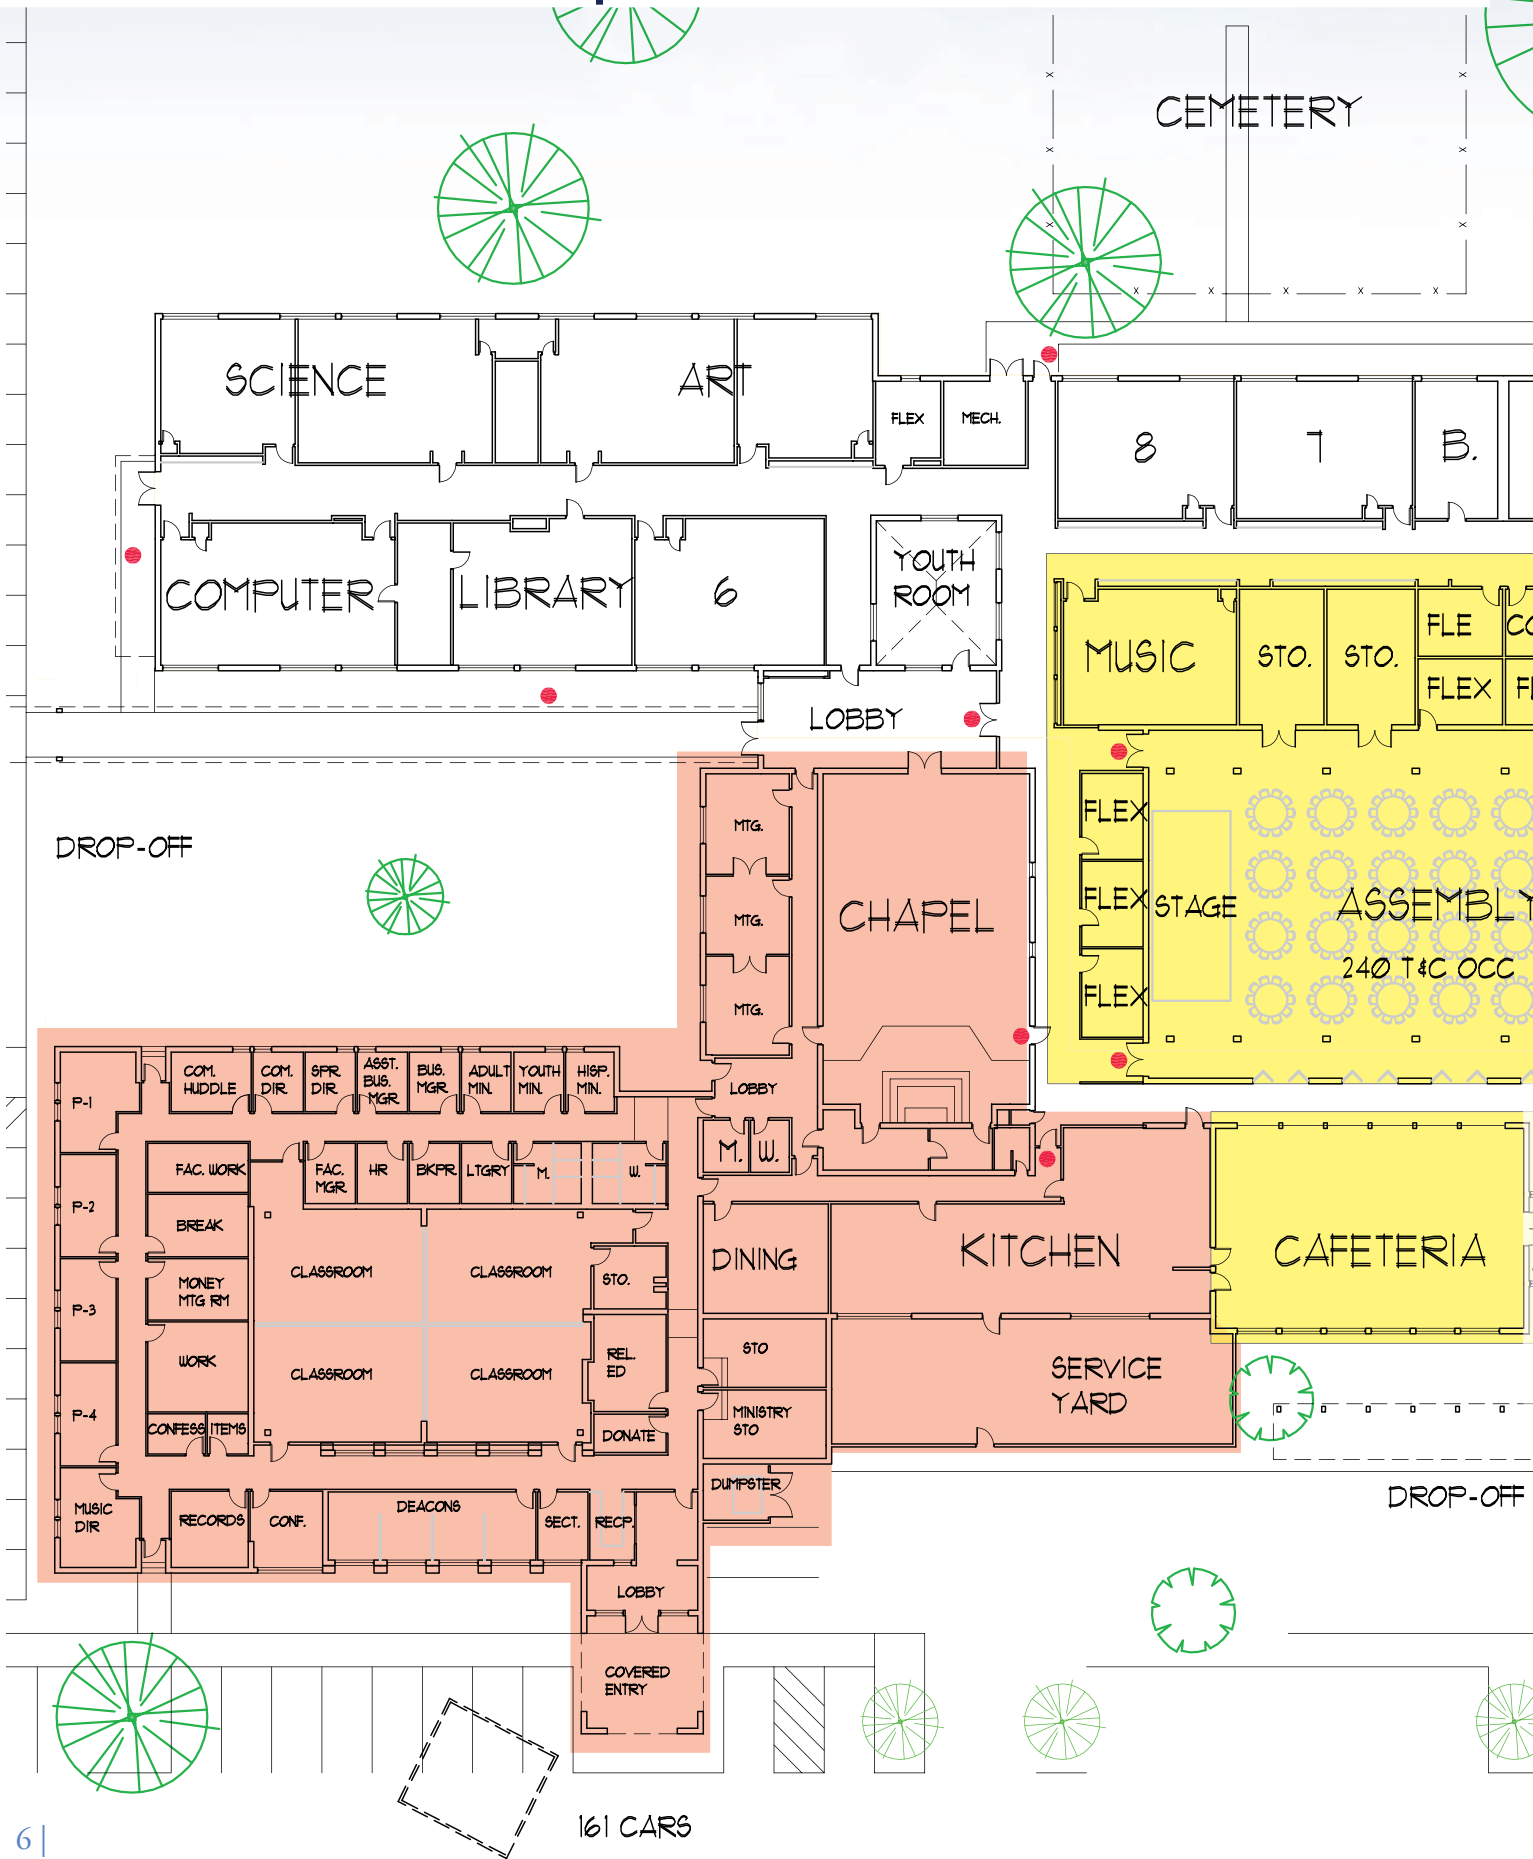 CEMETERY
SCIENCE
ART
FLEX
MECH.
8
7
B.
COMPUTER
LIBRARY
6
YOUTH
ROOM
MUSIC
STO.
STO.
FLE
FLEX
LOBBY
DROP-OFF
MTG.
MTG.
MTG.
CHAPEL
FLEX
FLEX
FLEX
STAGE
ASSEMBLY
240 T&C OCC
P-1
COM.
HUDDLE
COM.
DIR.
SPR.
DIR.
ASST.
BUS.
MGR.
BUS.
MGR.
ADULT
MIN.
YOUTH
MIN.
HISP.
MIN.
LOBBY
M.
W.
FAC. WORK
FAC.
MGR.
HR
BKPR.
LTGRY
M.
W.
P-2
BREAK
CLASSROOM
CLASSROOM
STO.
DINING
KITCHEN
CAFETERIA
MONEY
MTG RM
P-3
WORK
CLASSROOM
CLASSROOM
REL.
ED
STO
SERVICE
YARD
P-4
CONFESS
ITEMS
DONATE
MINISTRY
STO
DUMPSTER
DROP-OFF
MUSIC
DIR
RECORDS
CONF.
DEACONS
SECT.
RECP.
LOBBY
COVERED
ENTRY
161 CARS
6 |